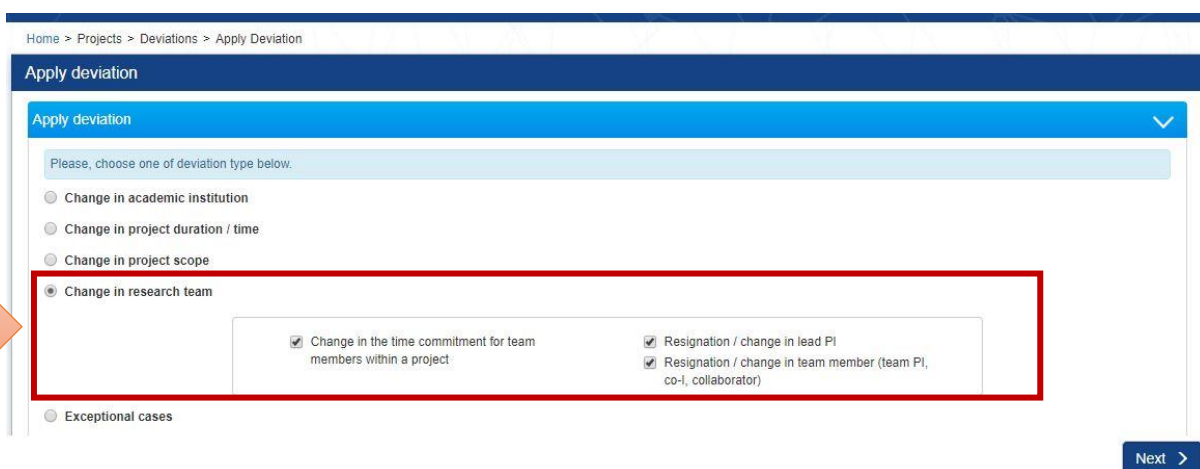 Home > Projects > Deviations > Apply Deviation
Apply deviation
Apply deviation
Please, choose one of deviation type below.
Change in academic institution
Change in project duration / time
Change in project scope
Change in research team
Change in the time commitment for team
members within a project
Resignation / change in lead PI
Resignation / change in team member (team PI,
co-I, collaborator)
Exceptional cases
Next >